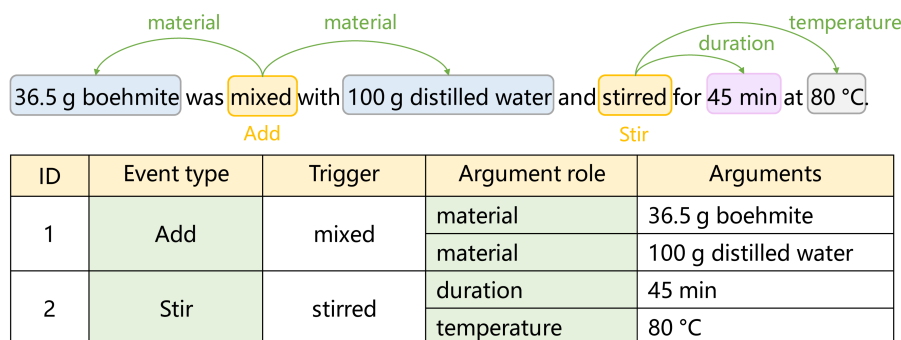 material material temperature
duration
36.5 g boehmite was mixed with 100 g distilled water and stirred for 45 min at 80 °C.
Add Stir
ID Event type Trigger Argument role Arguments
1 Add mixed material 36.5 g boehmite
material 100 g distilled water
2 Stir stirred duration 45 min
temperature 80 °C